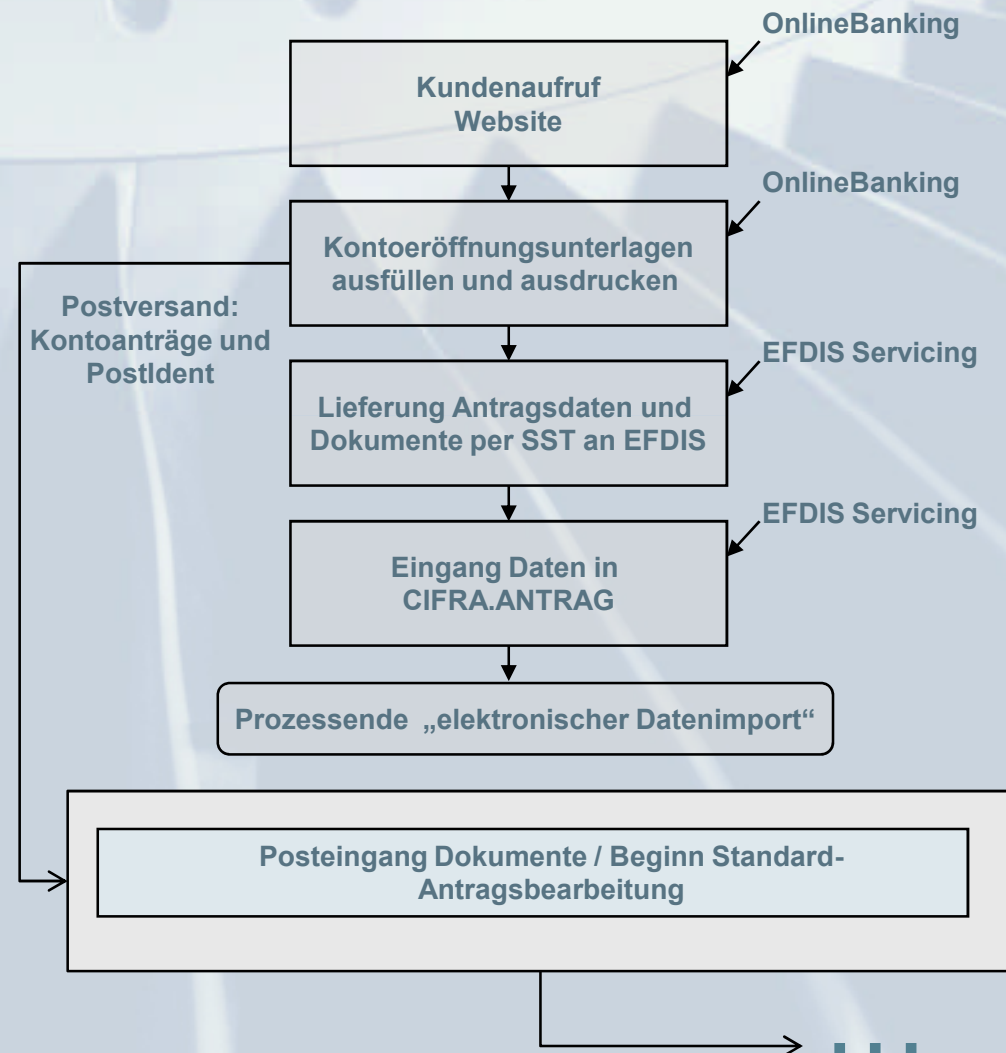 OnlineBanking
Kundenaufruf
Website
OnlineBanking
Kontoeröffnungsunterlagen
ausfüllen und ausdrucken
Postversand:
Kontoanträge und
PostIdent
EFDIS Servicing
Lieferung Antragsdaten und
Dokumente per SST an EFDIS
EFDIS Servicing
Eingang Daten in
CIFRA.ANTRAG
Prozessende „elektronischer Datenimport“
Posteingang Dokumente / Beginn Standard-
Antragsbearbeitung